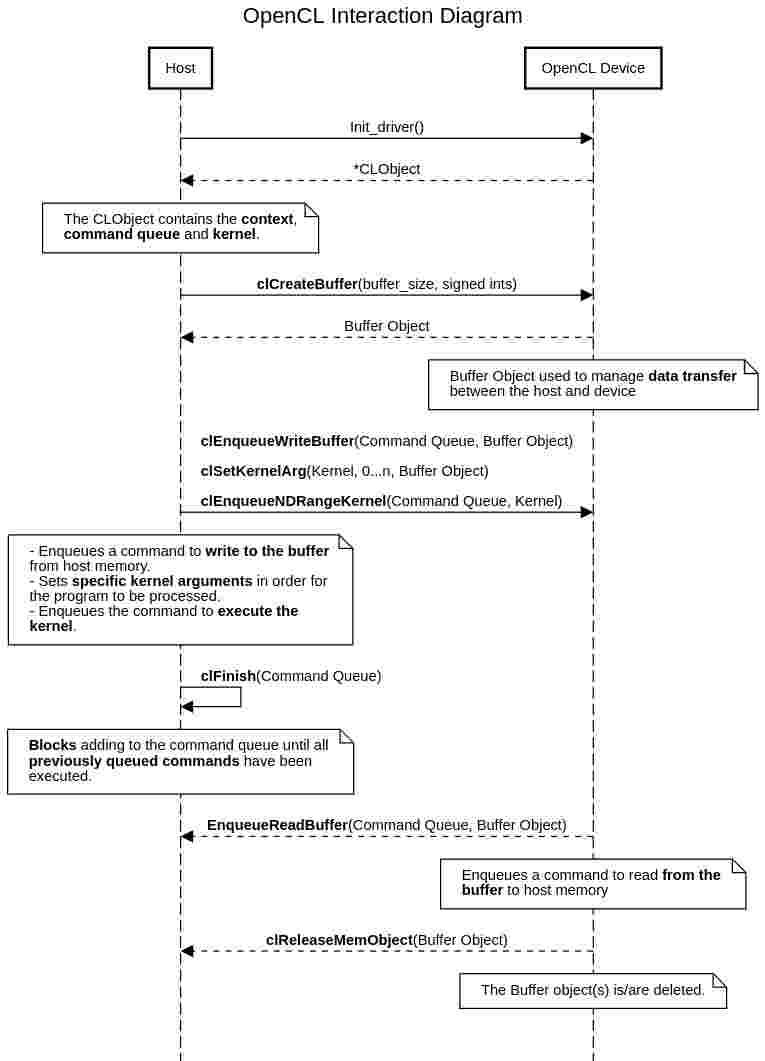 OpenCL Interaction Diagram
Host
OpenCL Device
Init_driver()
*CLObject
The CLObject contains the context,
command queue and kernel.
clCreateBuffer(buffer_size, signed ints)
Buffer Object
Buffer Object used to manage data transfer
between the host and device
clEnqueueWriteBuffer(Command Queue, Buffer Object)
clSetKernelArg(Kernel, 0...n, Buffer Object)
clEnqueueNDRangeKernel(Command Queue, Kernel)
- Enqueues a command to write to the buffer
from host memory.
- Sets specific kernel arguments in order for
the program to be processed.
- Enqueues the command to execute the
kernel.
clFinish(Command Queue)
Blocks adding to the command queue until all
previously queued commands have been
executed.
EnqueueReadBuffer(Command Queue, Buffer Object)
Enqueues a command to read from the
buffer to host memory
clReleaseMemObject(Buffer Object)
The Buffer object(s) is/are deleted.